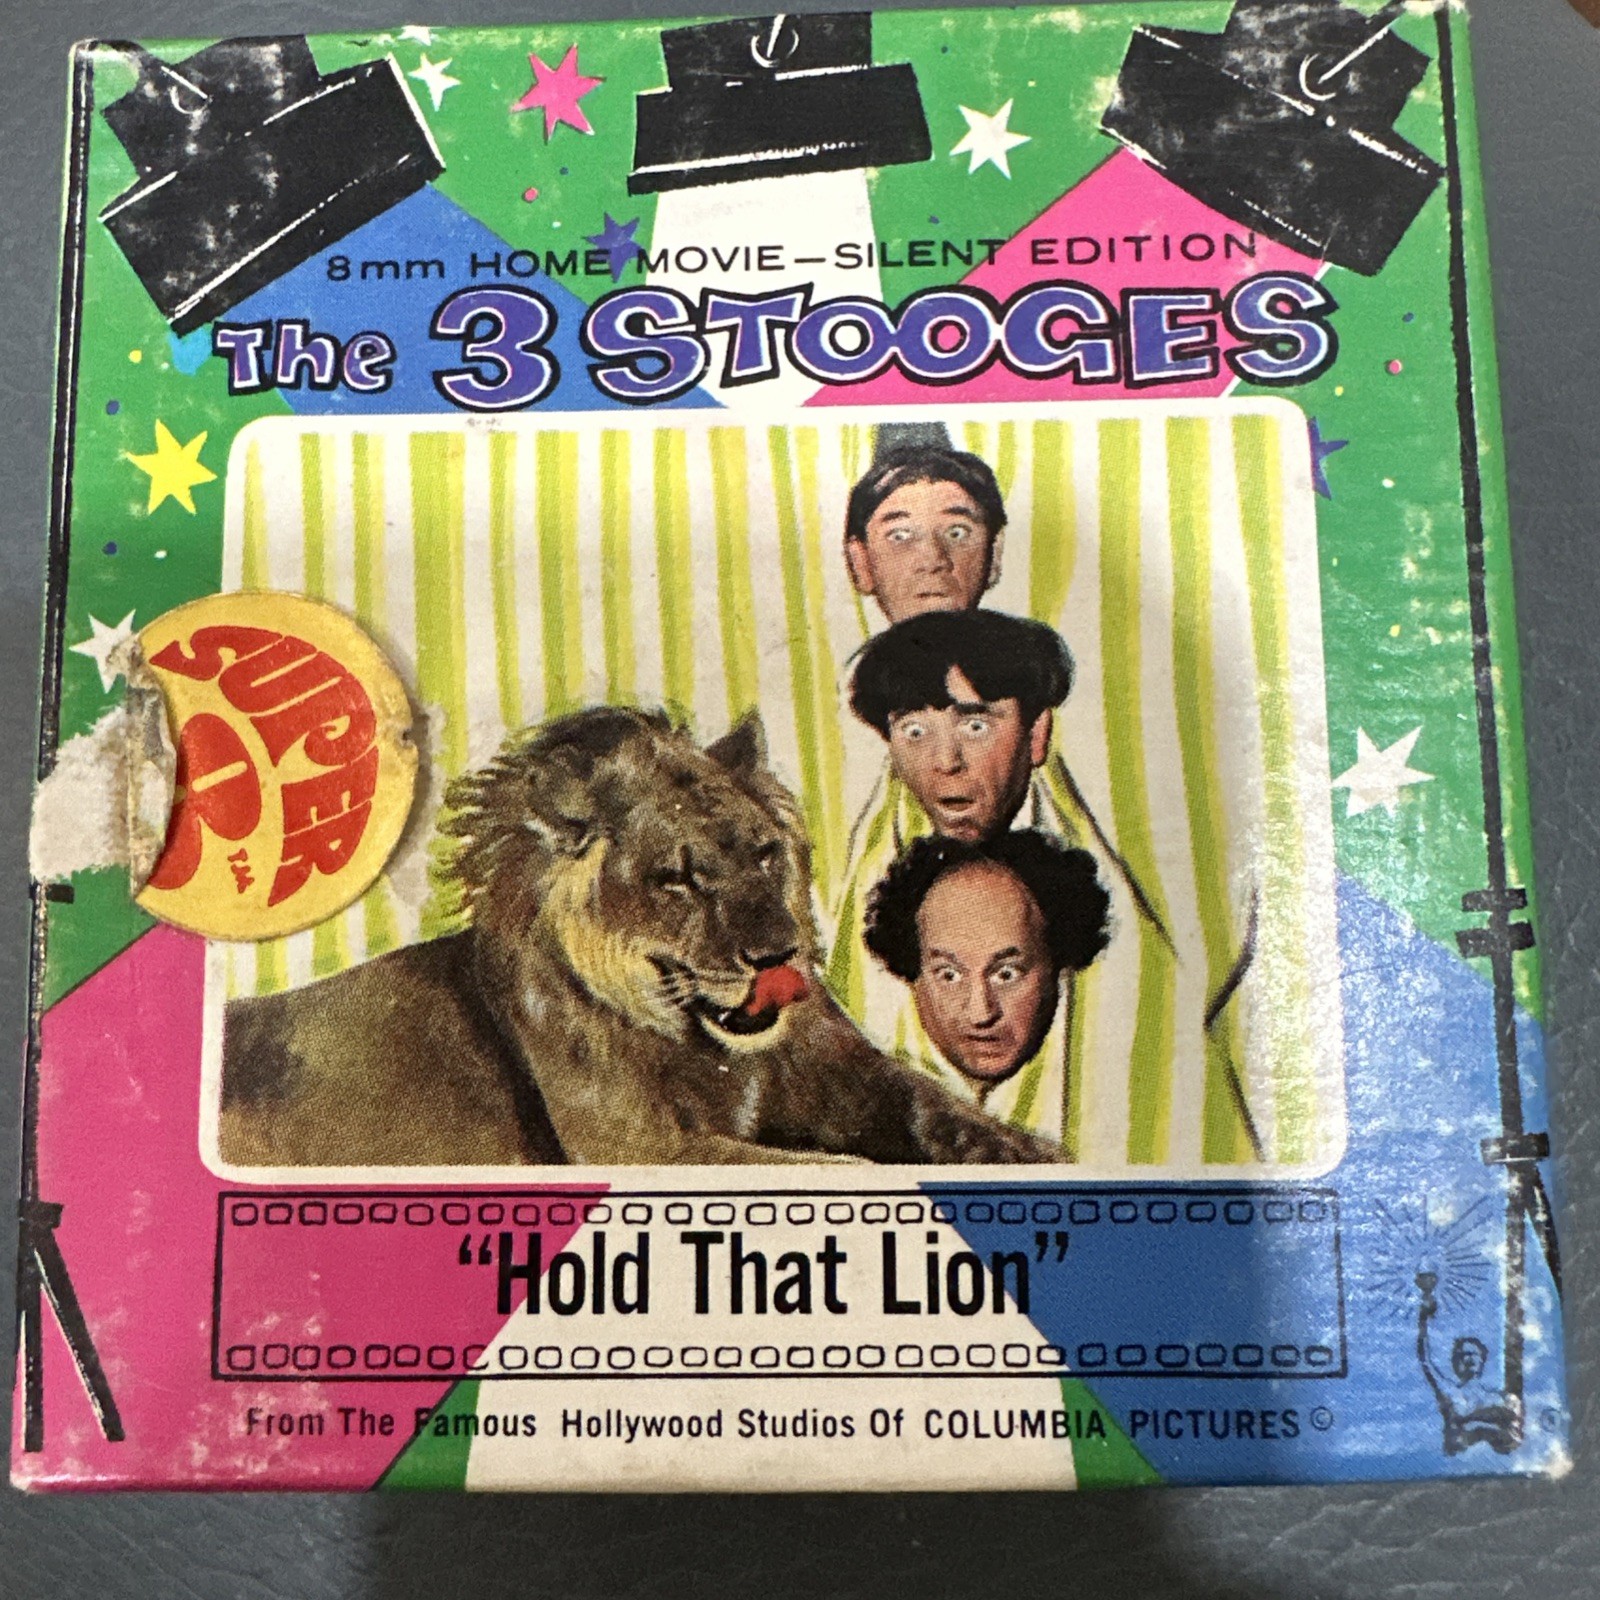 8mm HOME MOVIE—SILENT EDITION
The 3 STOOGES
SUPER
8
T.M.
“Hold That Lion”
From The Famous Hollywood Studios Of COLUMBIA PICTURES ©